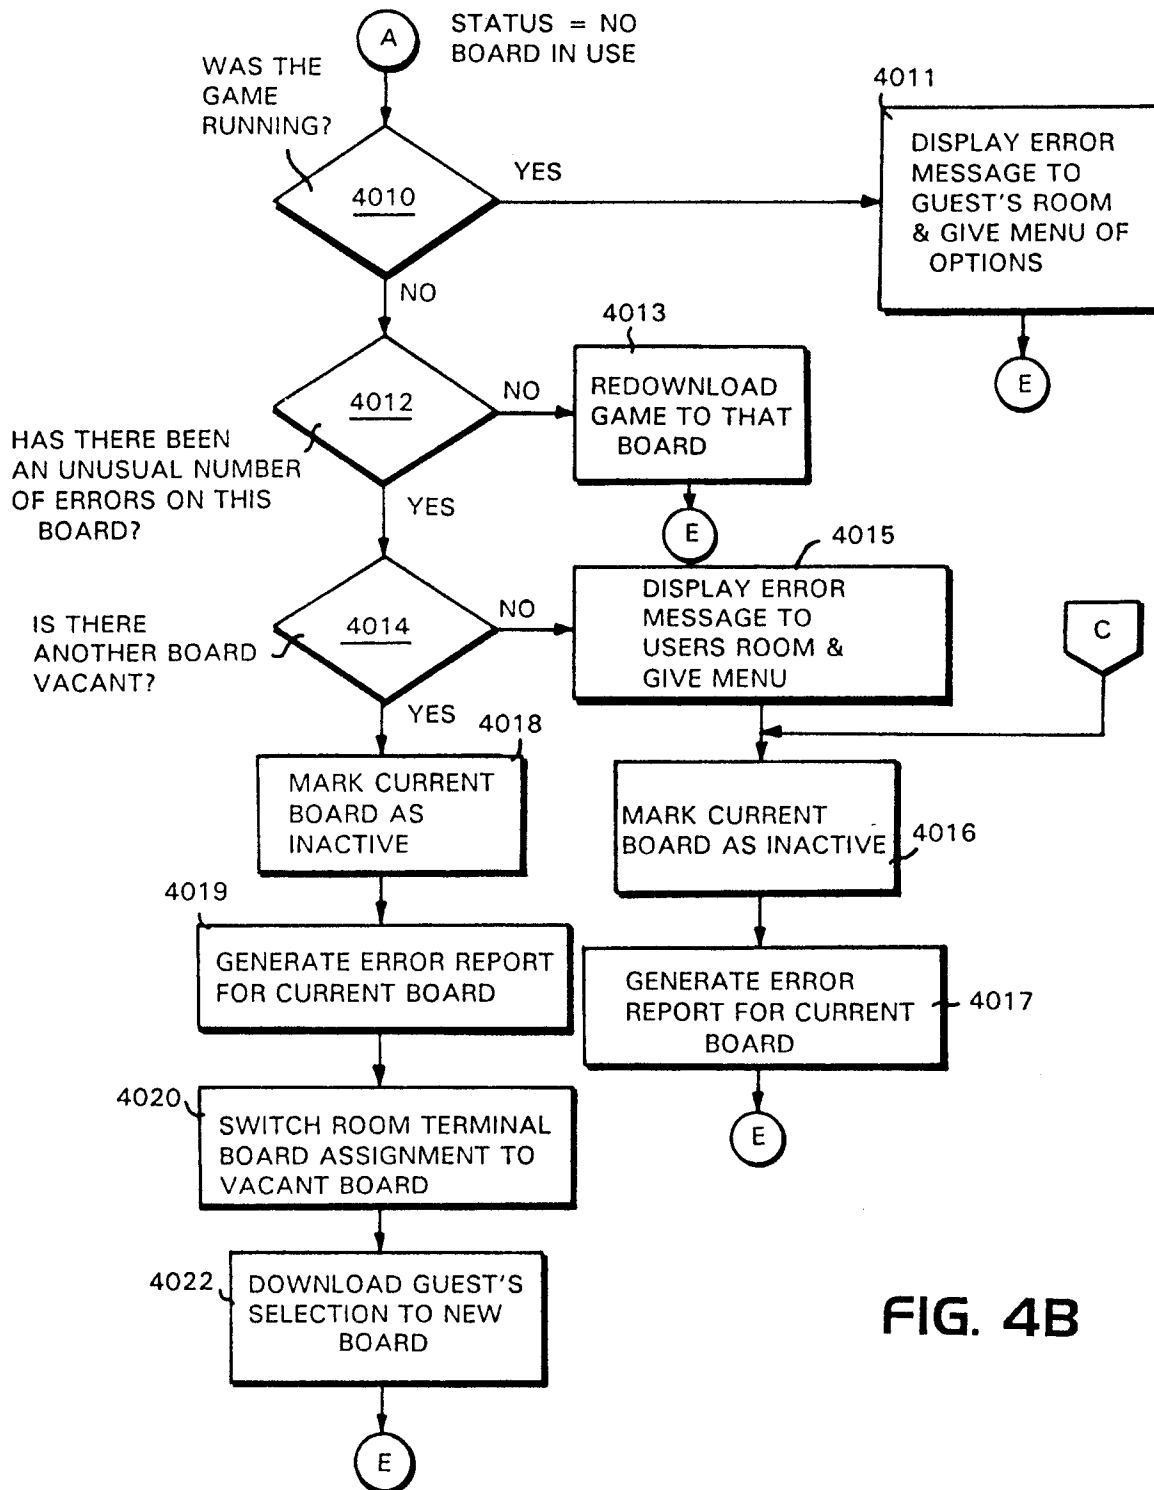 A
STATUS = NO
BOARD IN USE
WAS THE
GAME
RUNNING?
4010
YES
4011
DISPLAY ERROR
MESSAGE TO
GUEST'S ROOM
& GIVE MENU OF
OPTIONS
E
NO
4012
HAS THERE BEEN
AN UNUSUAL NUMBER
OF ERRORS ON THIS
BOARD?
NO
4013
REDOWNLOAD
GAME TO THAT
BOARD
E
YES
4014
IS THERE
ANOTHER BOARD
VACANT?
NO
4015
DISPLAY ERROR
MESSAGE TO
USERS ROOM &
GIVE MENU
C
YES
4018
MARK CURRENT
BOARD AS
INACTIVE
MARK CURRENT
BOARD AS INACTIVE
4016
4019
GENERATE ERROR REPORT
FOR CURRENT BOARD
GENERATE ERROR
REPORT FOR CURRENT
BOARD
4017
E
4020
SWITCH ROOM TERMINAL
BOARD ASSIGNMENT TO
VACANT BOARD
4022
DOWNLOAD GUEST'S
SELECTION TO NEW
BOARD
E
FIG. 4B